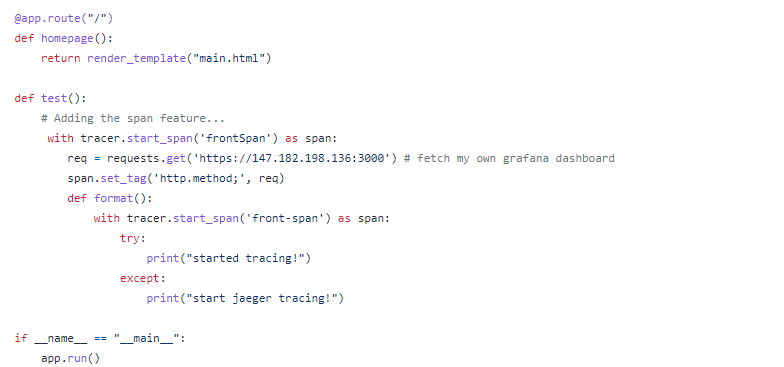 @app.route("/")
def homepage():
    return render_template("main.html")

def test():
    # Adding the span feature...
     with tracer.start_span('frontSpan') as span:
        req = requests.get('https://147.182.198.136:3000') # fetch my own grafana dashboard
        span.set_tag('http.method;', req)
        def format():
            with tracer.start_span('front-span') as span:
                try:
                    print("started tracing!")
                except:
                    print("start jaeger tracing!")

if __name__ == "__main__":
    app.run()